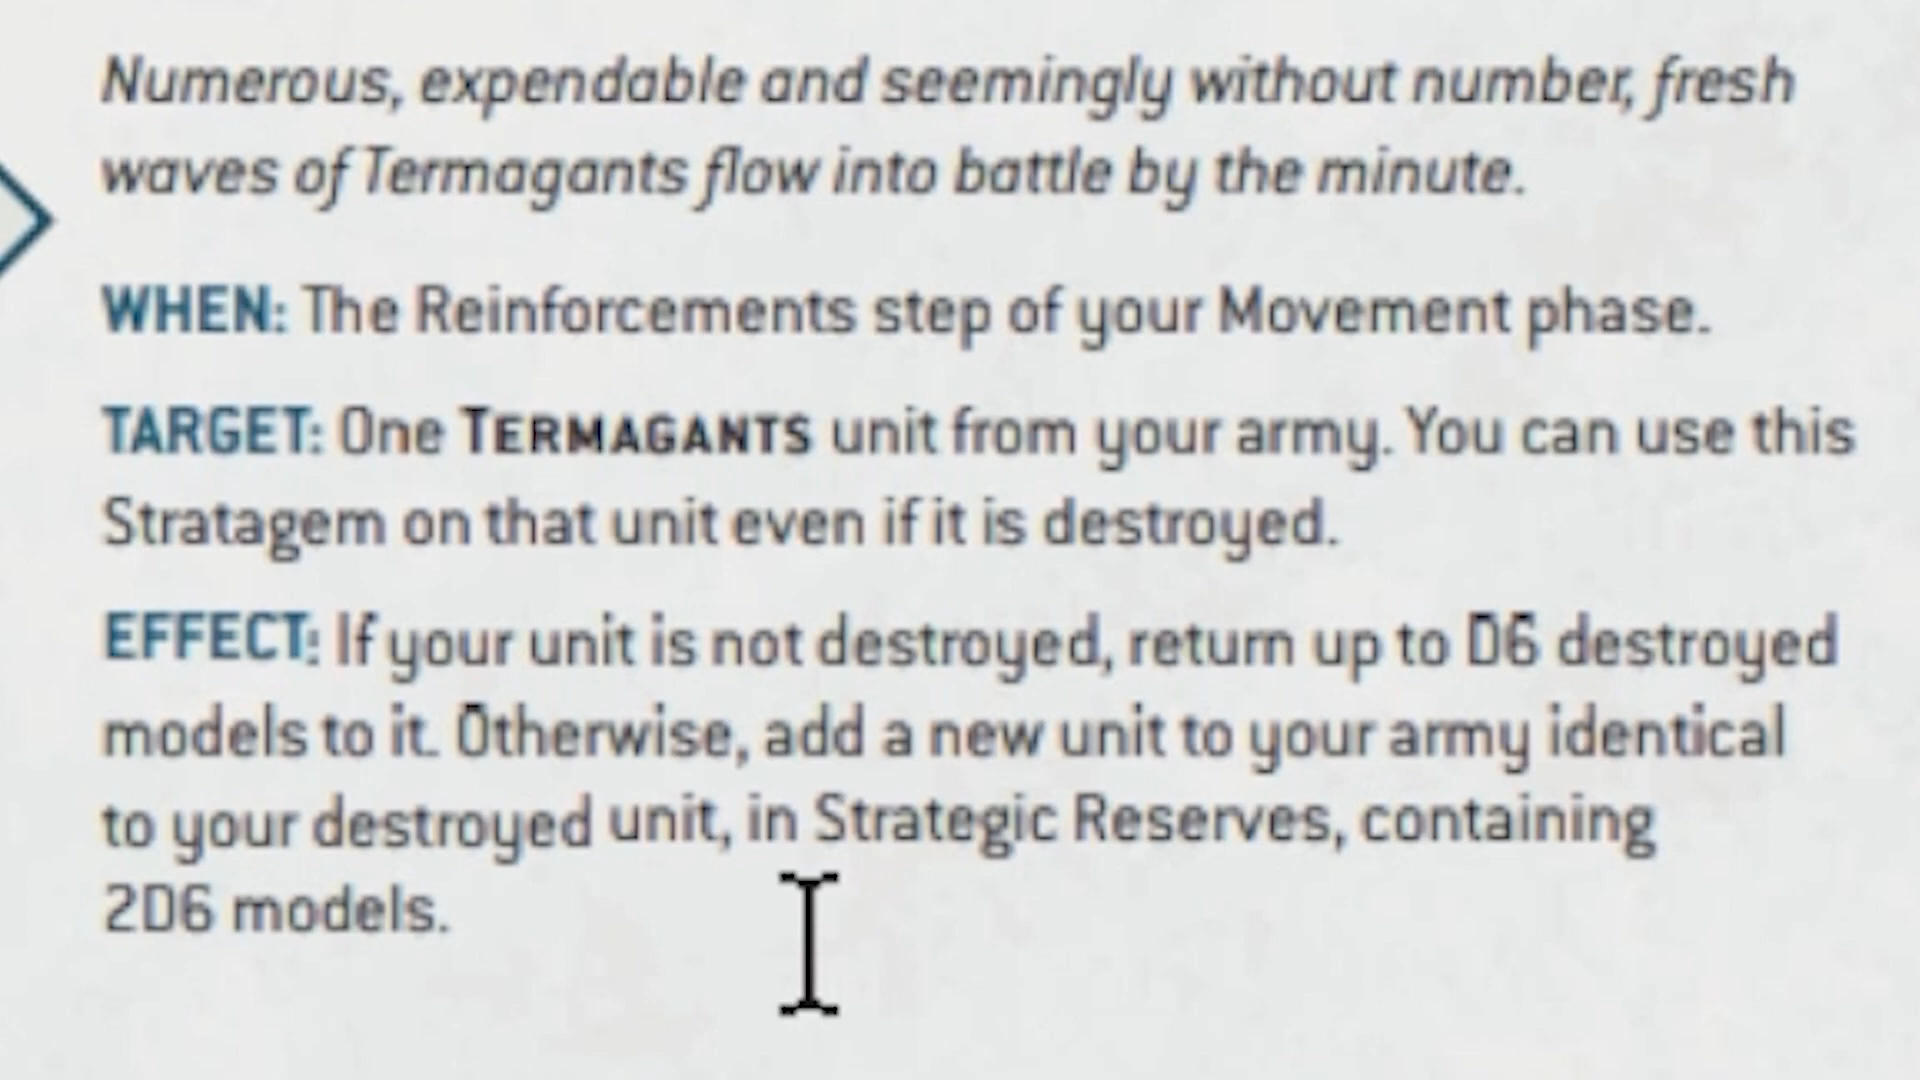 Numerous, expendable and seemingly without number, fresh
waves of Termagants flow into battle by the minute.
WHEN: The Reinforcements step of your Movement phase.
TARGET: One TERMAGANTS unit from your army. You can use this
Stratagem on that unit even if it is destroyed.
EFFECT: If your unit is not destroyed, return up to D6 destroyed
models to it. Otherwise, add a new unit to your army identical
to your destroyed unit, in Strategic Reserves, containing
2D6 models.